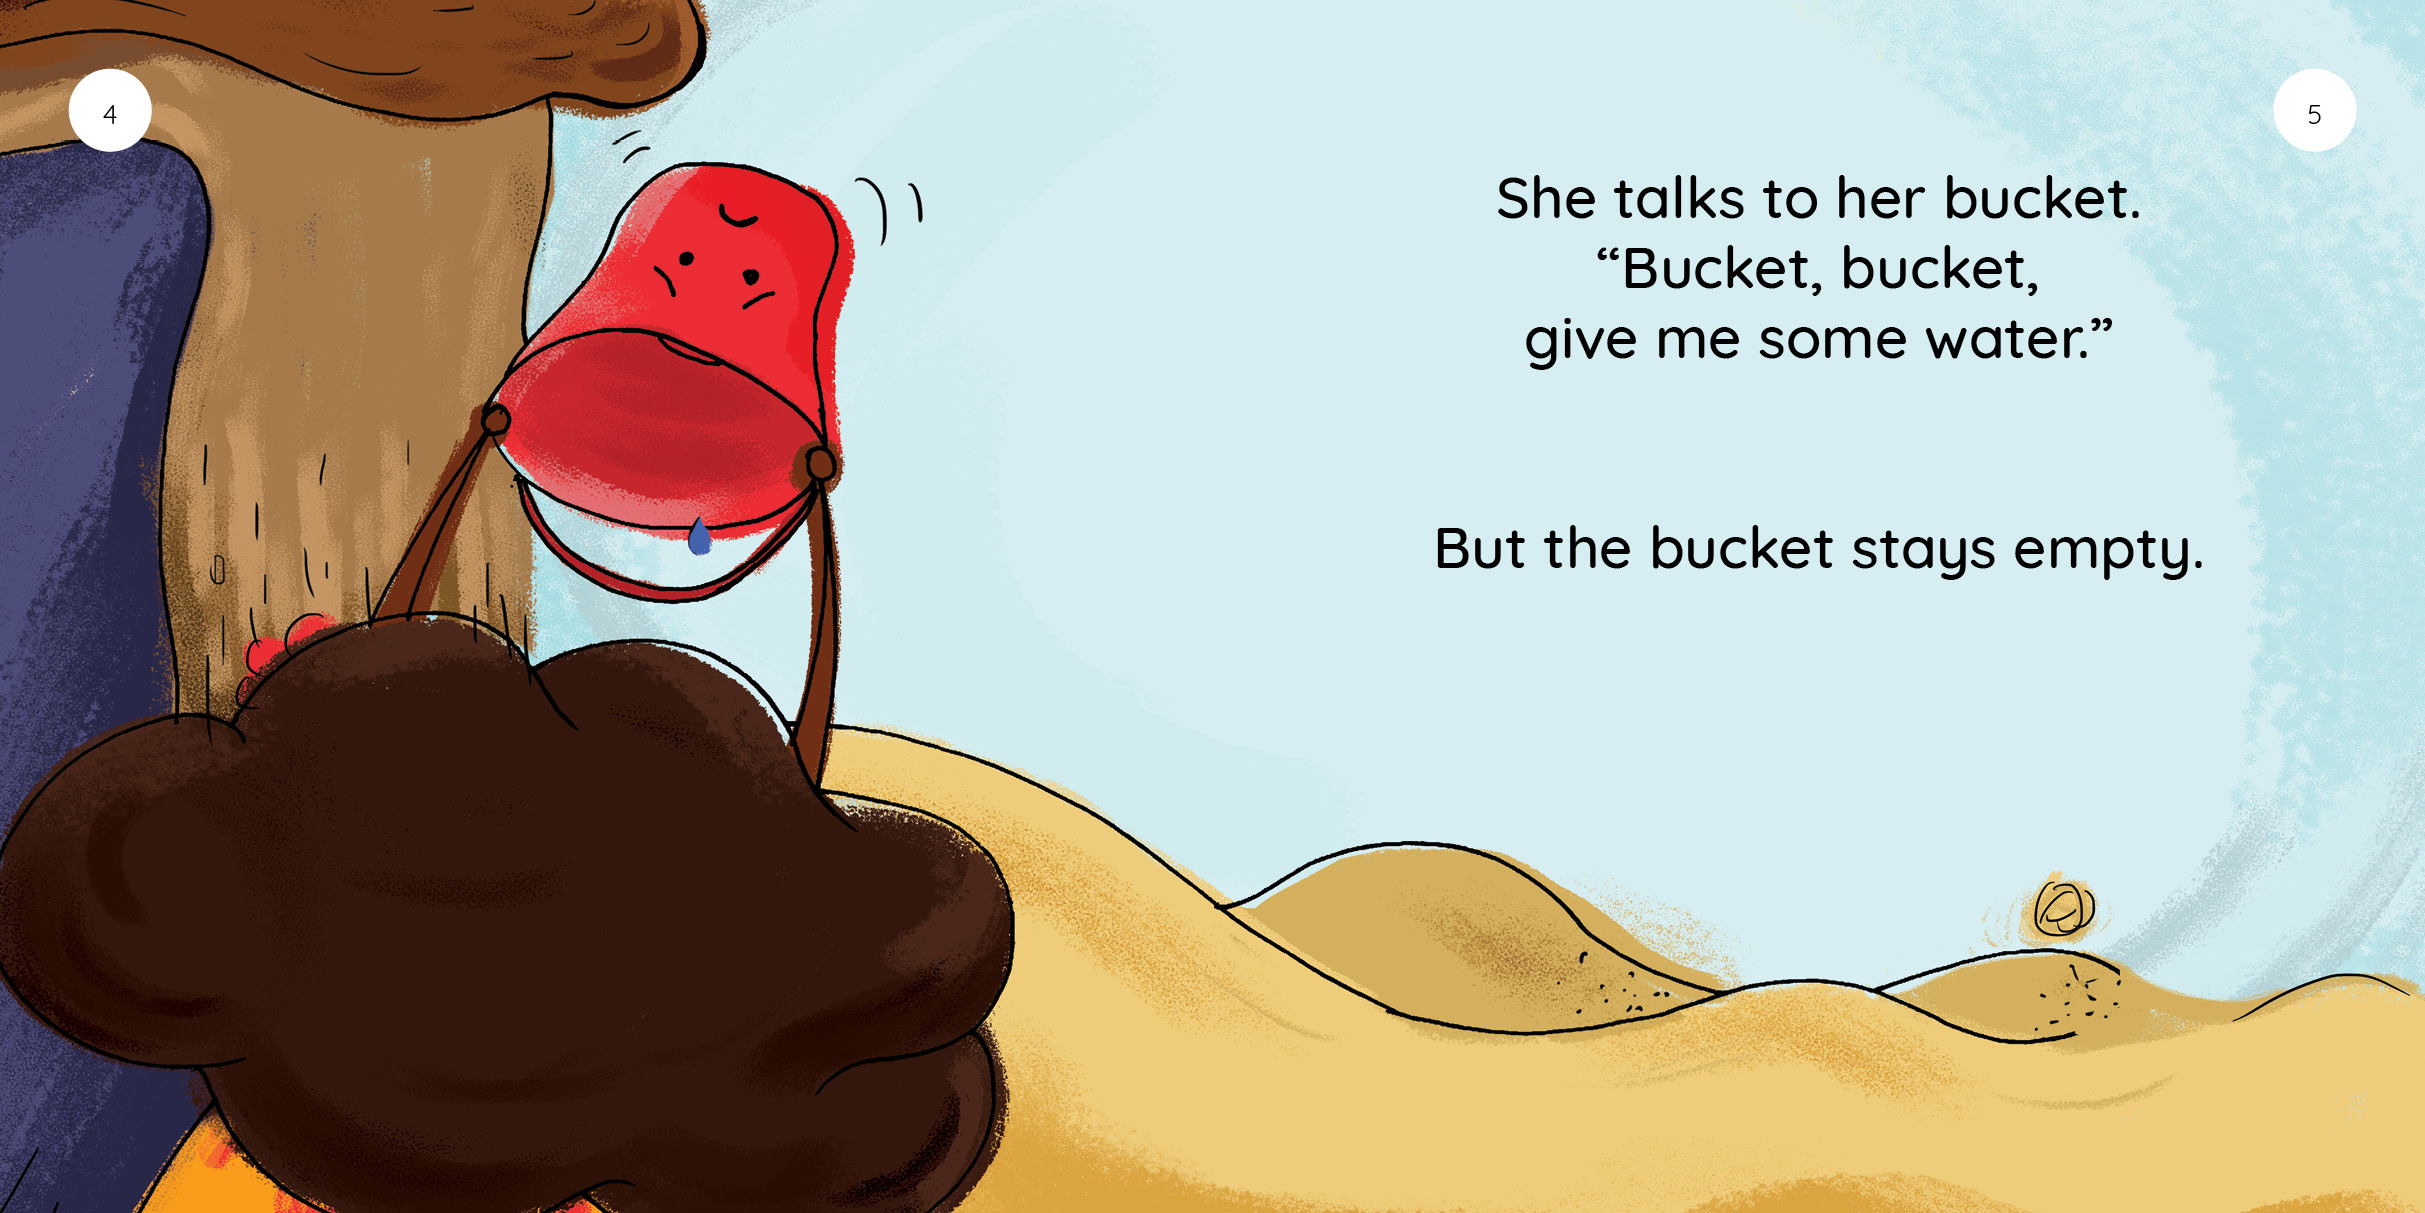 4
5
She talks to her bucket.
“Bucket, bucket,
give me some water.”
But the bucket stays empty.